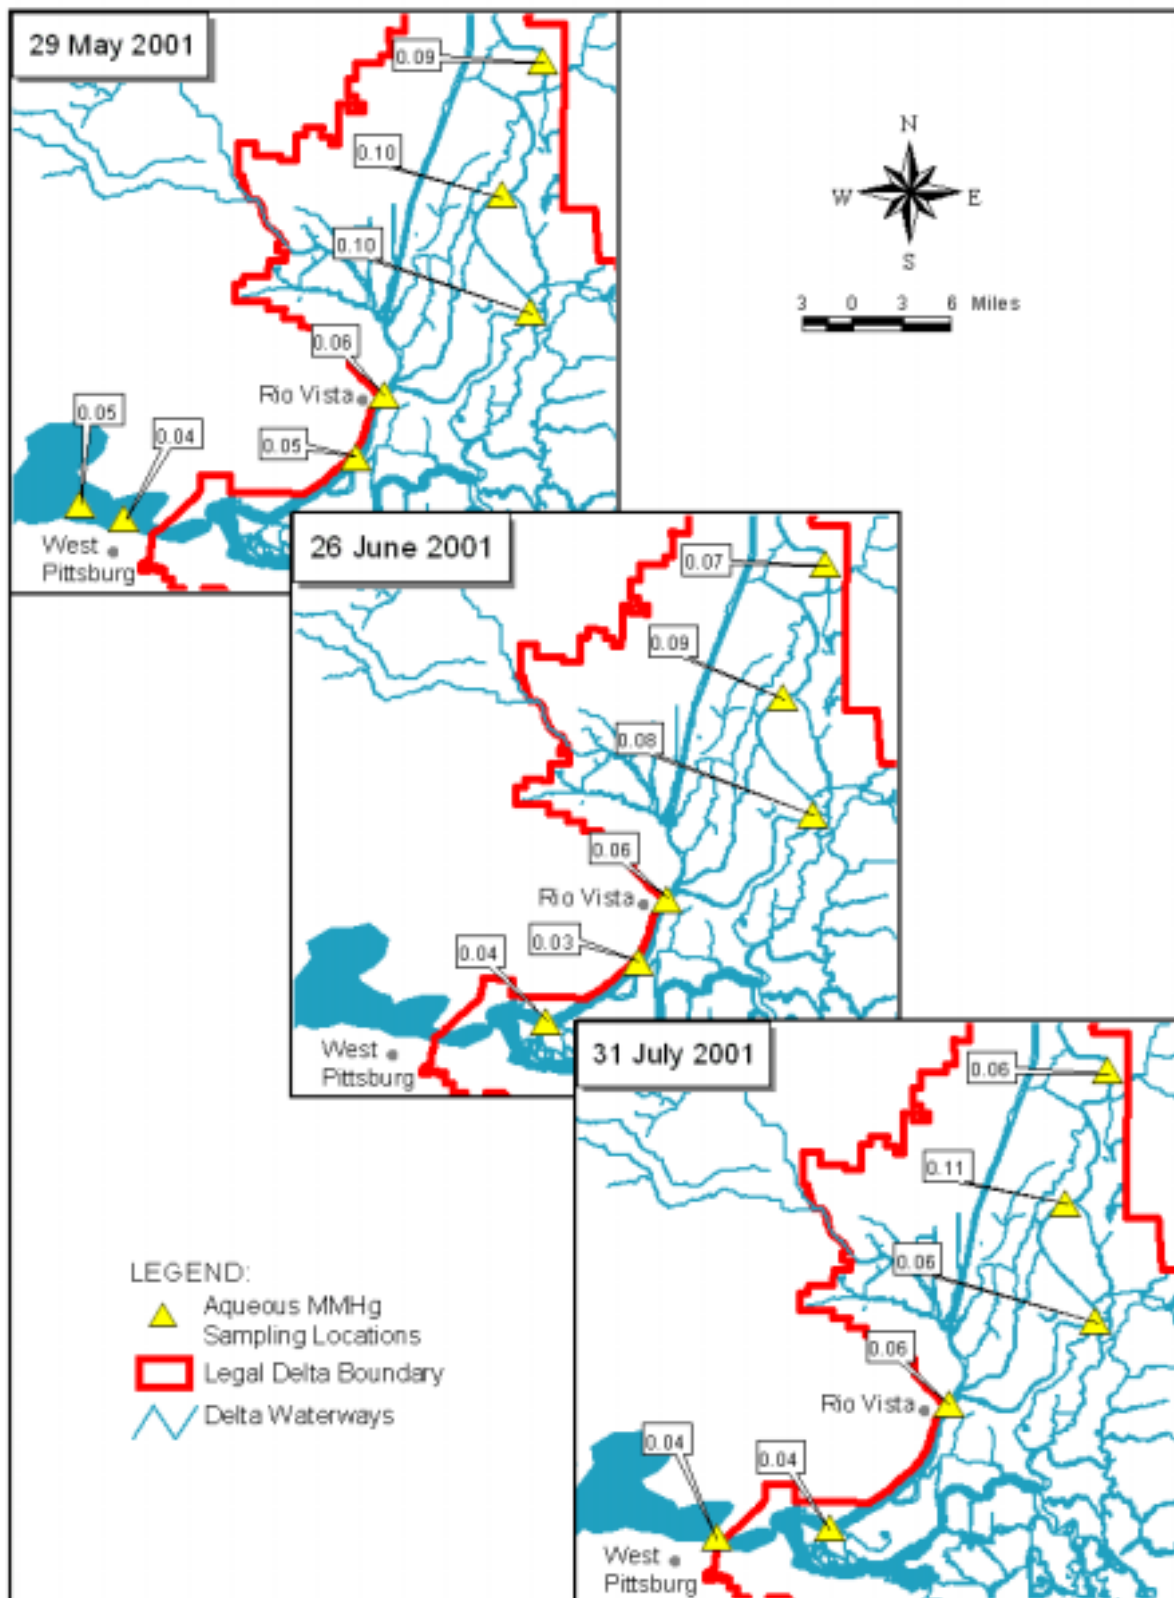 29 May 2001
0.09
0.10
0.10
0.06
Rio Vista
0.05
0.05
0.04
West
Pittsburg
N
W
E
S
3 0 3 6 Miles
26 June 2001
0.07
0.09
0.08
0.06
Rio Vista
0.03
0.04
West
Pittsburg
31 July 2001
0.06
0.11
0.06
0.06
Rio Vista
0.04
0.04
West
Pittsburg
LEGEND:
Aqueous MMHg
Sampling Locations
Legal Delta Boundary
Delta Waterways